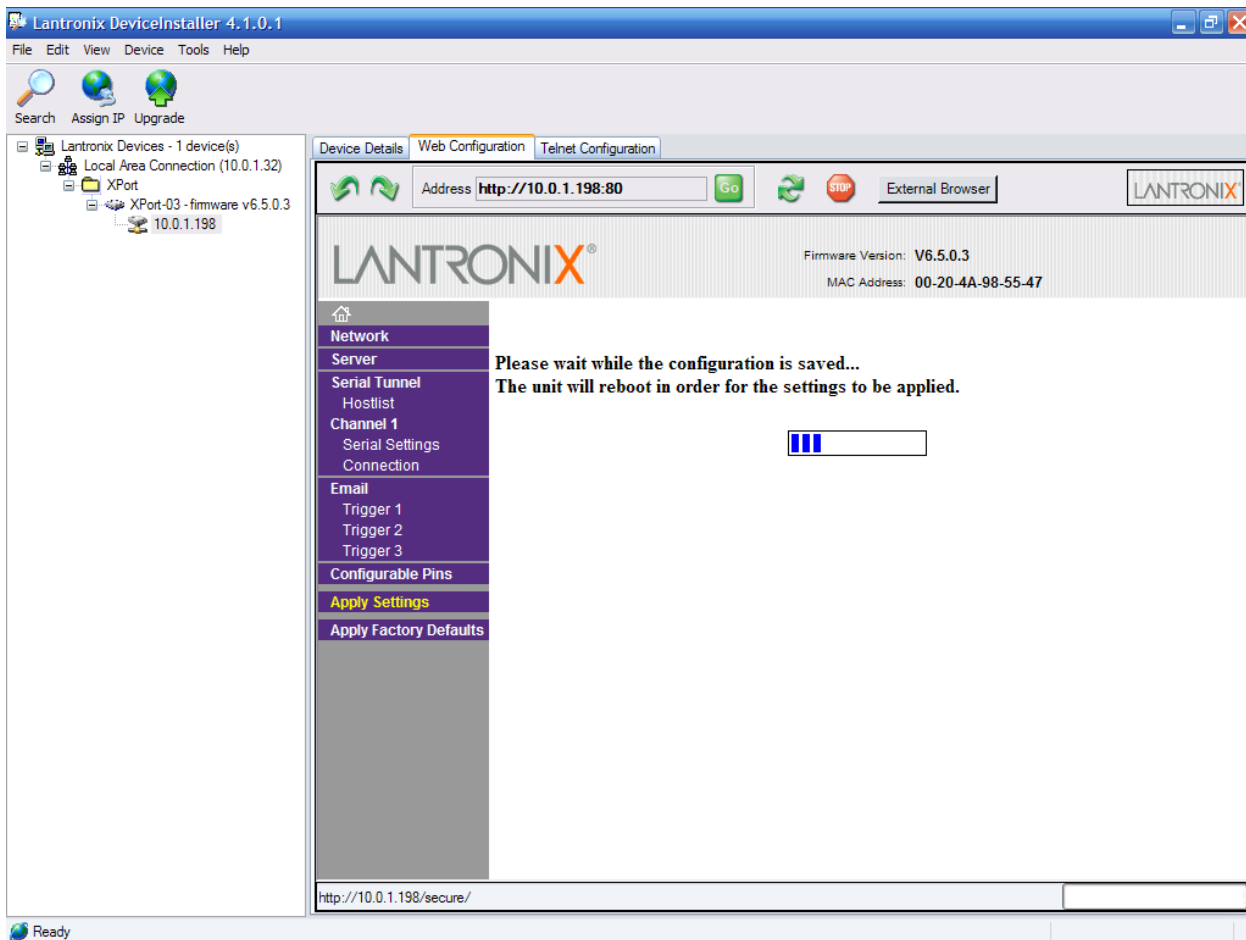 Lantronix DeviceInstaller 4.1.0.1
File Edit View Device Tools Help
Search Assign IP Upgrade
Lantronix Devices - 1 device(s)
Local Area Connection (10.0.1.32)
XPort
XPort-03 - firmware v6.5.0.3
10.0.1.198
Device Details Web Configuration Telnet Configuration
Address http://10.0.1.198:80 Go STOP External Browser LANTRONIX®
LANTRONIX®
Firmware Version: V6.5.0.3
MAC Address: 00-20-4A-98-55-47
Network
Server
Serial Tunnel
Hostlist
Channel 1
Serial Settings
Connection
Email
Trigger 1
Trigger 2
Trigger 3
Configurable Pins
Apply Settings
Apply Factory Defaults
Please wait while the configuration is saved...
The unit will reboot in order for the settings to be applied.
http://10.0.1.198/secure/
Ready